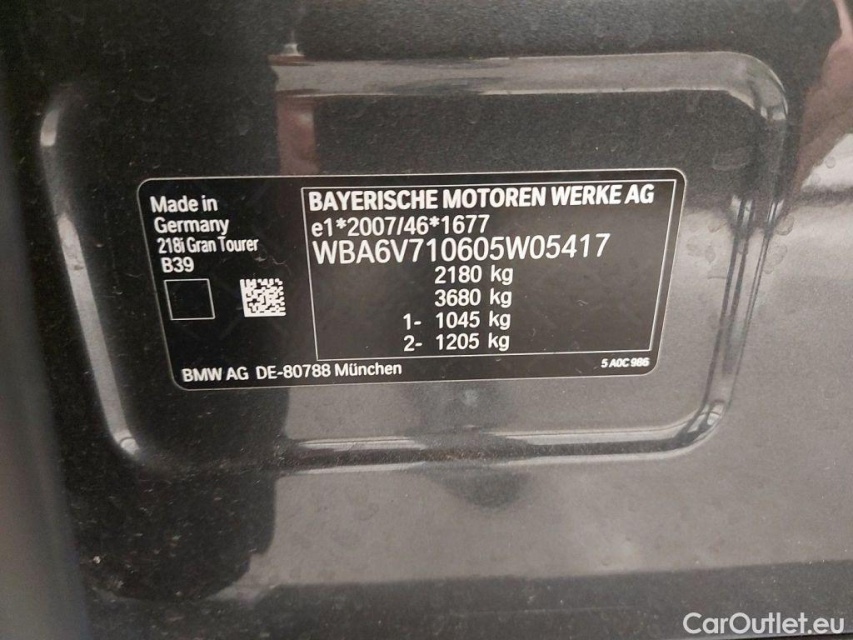 Made in
Germany
218i Gran Tourer
B39
BAYERISCHE MOTOREN WERKE AG
e1*2007/46*1677
WBA6V710605W05417
2180 kg
3680 kg
1- 1045 kg
2- 1205 kg
BMW AG DE-80788 München
5 A0C 986
CarOutlet.eu